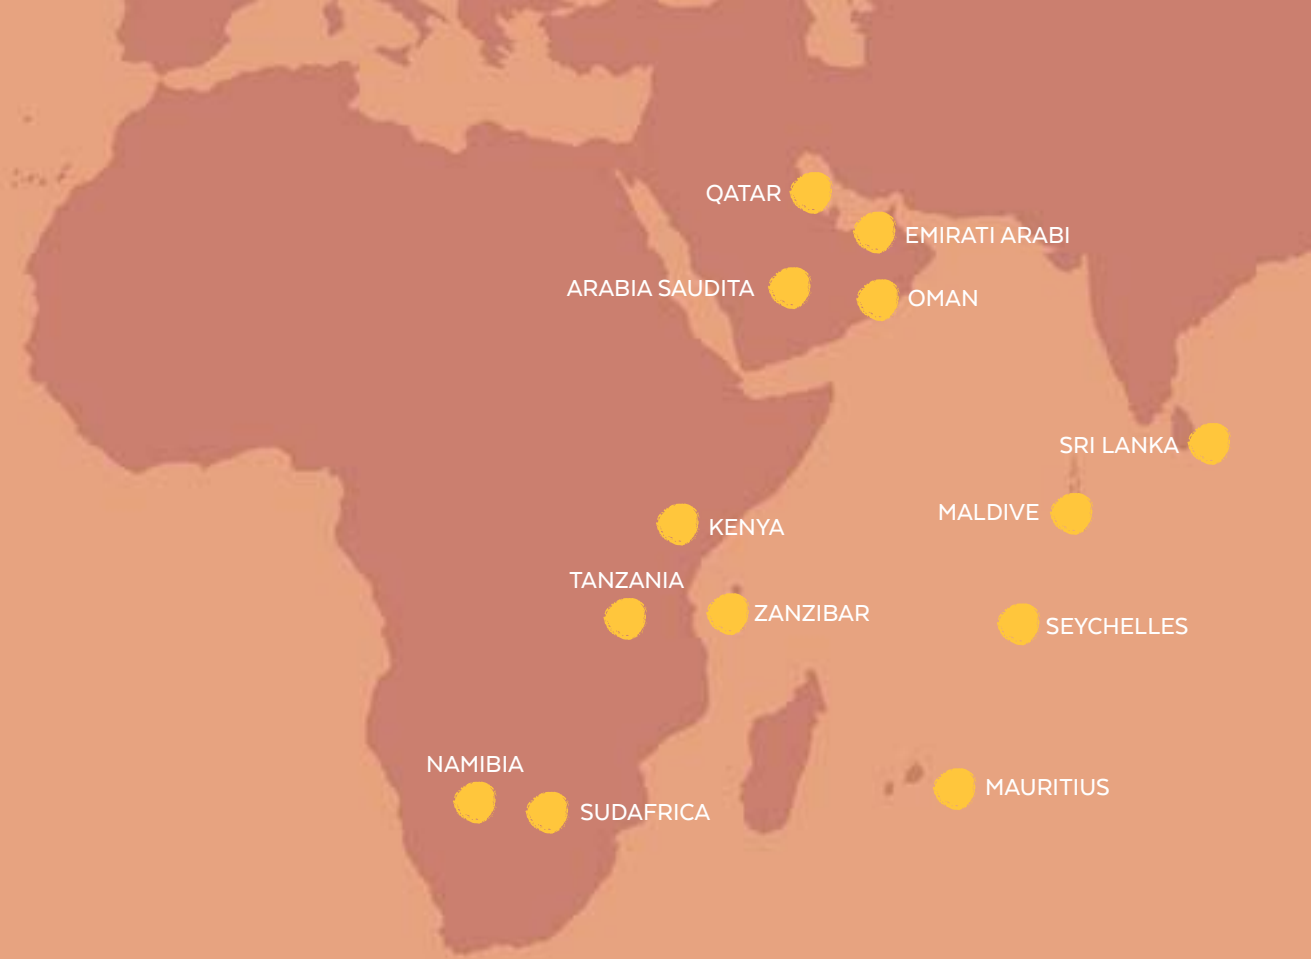 QATAR
EMIRATI ARABI
ARABIA SAUDITA
OMAN
SRI LANKA
MALDIVE
KENYA
TANZANIA
ZANZIBAR
SEYCHELLES
NAMIBIA
MAURITIUS
SUDAFRICA